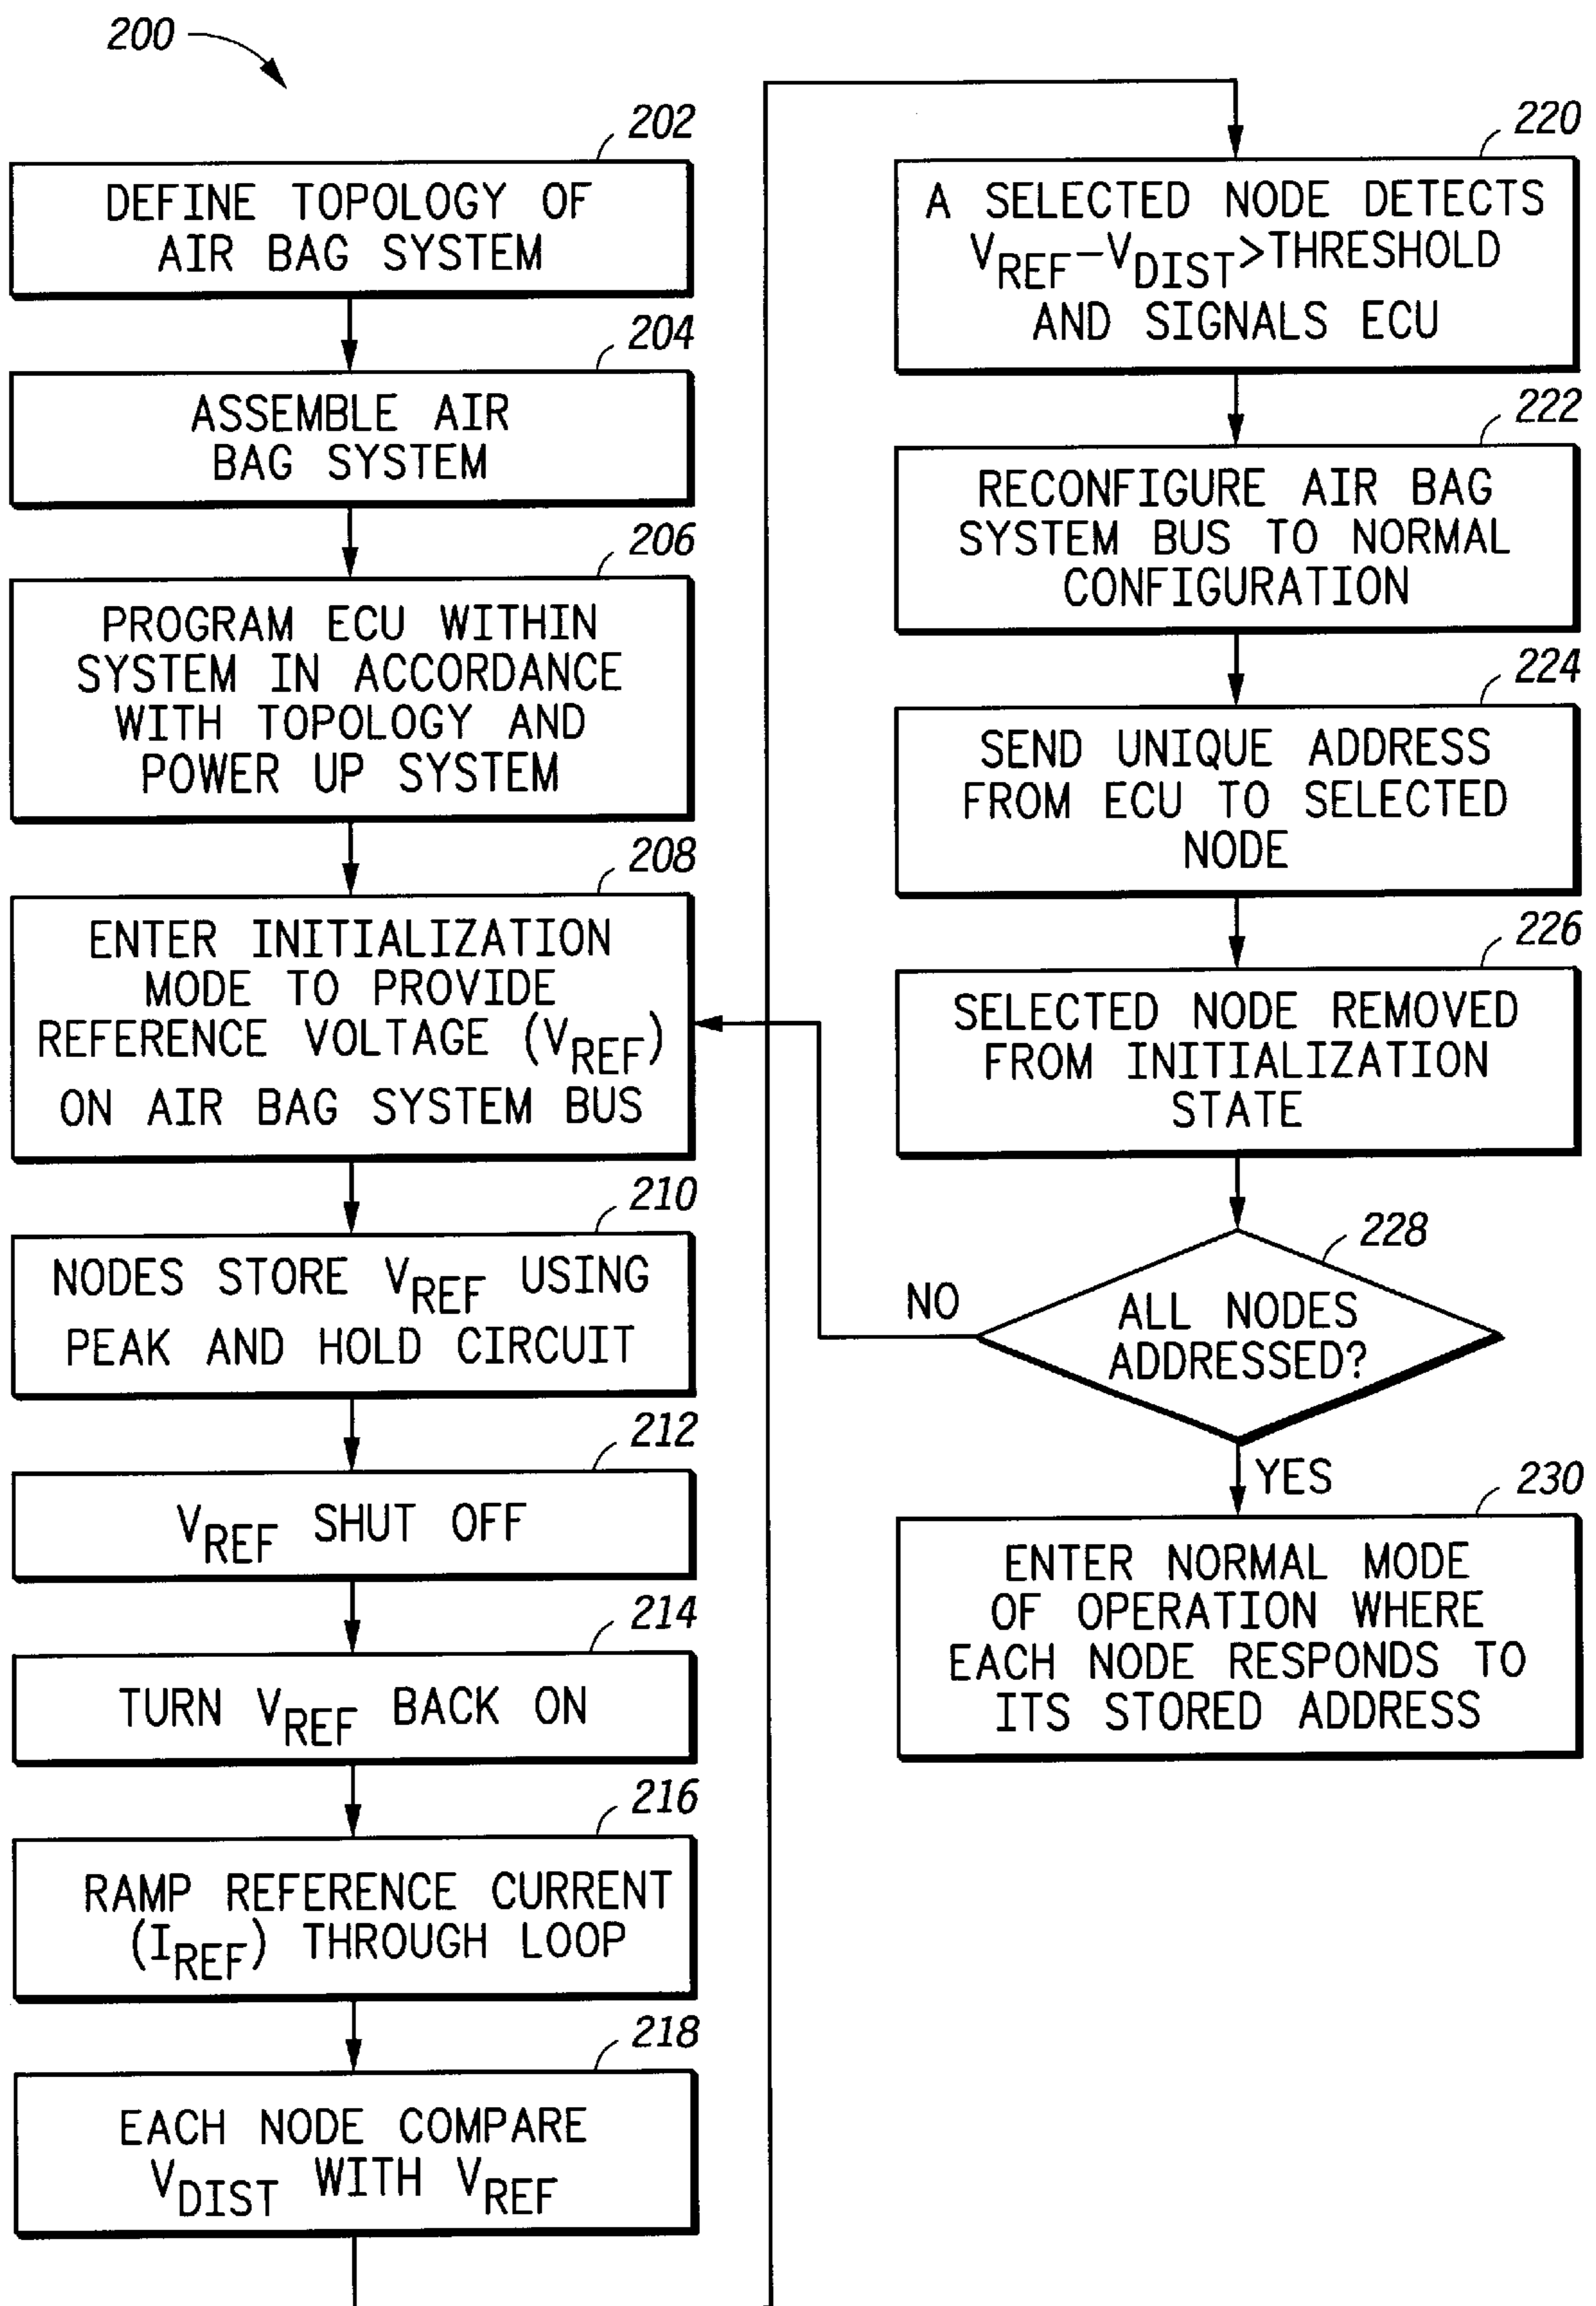 200
202
DEFINE TOPOLOGY OF
AIR BAG SYSTEM
204
ASSEMBLE AIR
BAG SYSTEM
206
PROGRAM ECU WITHIN
SYSTEM IN ACCORDANCE
WITH TOPOLOGY AND
POWER UP SYSTEM
208
ENTER INITIALIZATION
MODE TO PROVIDE
REFERENCE VOLTAGE (VREF)
ON AIR BAG SYSTEM BUS
210
NODES STORE VREF USING
PEAK AND HOLD CIRCUIT
212
VREF SHUT OFF
214
TURN VREF BACK ON
216
RAMP REFERENCE CURRENT
(IREF) THROUGH LOOP
218
EACH NODE COMPARE
VDIST WITH VREF
220
A SELECTED NODE DETECTS
VREF-VDIST>THRESHOLD
AND SIGNALS ECU
222
RECONFIGURE AIR BAG
SYSTEM BUS TO NORMAL
CONFIGURATION
224
SEND UNIQUE ADDRESS
FROM ECU TO SELECTED
NODE
226
SELECTED NODE REMOVED
FROM INITIALIZATION
STATE
228
NO
ALL NODES
ADDRESSED?
YES
230
ENTER NORMAL MODE
OF OPERATION WHERE
EACH NODE RESPONDS TO
ITS STORED ADDRESS